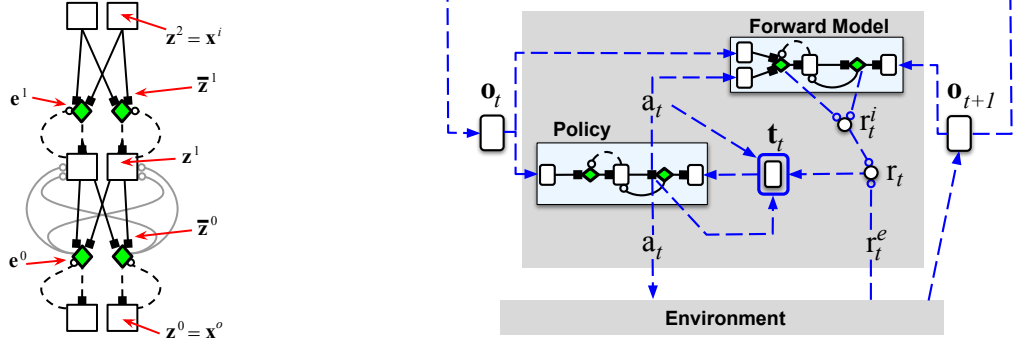 z² = xⁱ
e¹
z̄¹
z¹
z̄⁰
e⁰
z⁰ = xᵒ
Forward Model
oₜ
aₜ
rₜⁱ
oₜ₊₁
Policy
tₜ
rₜ
aₜ
rₜᵉ
Environment